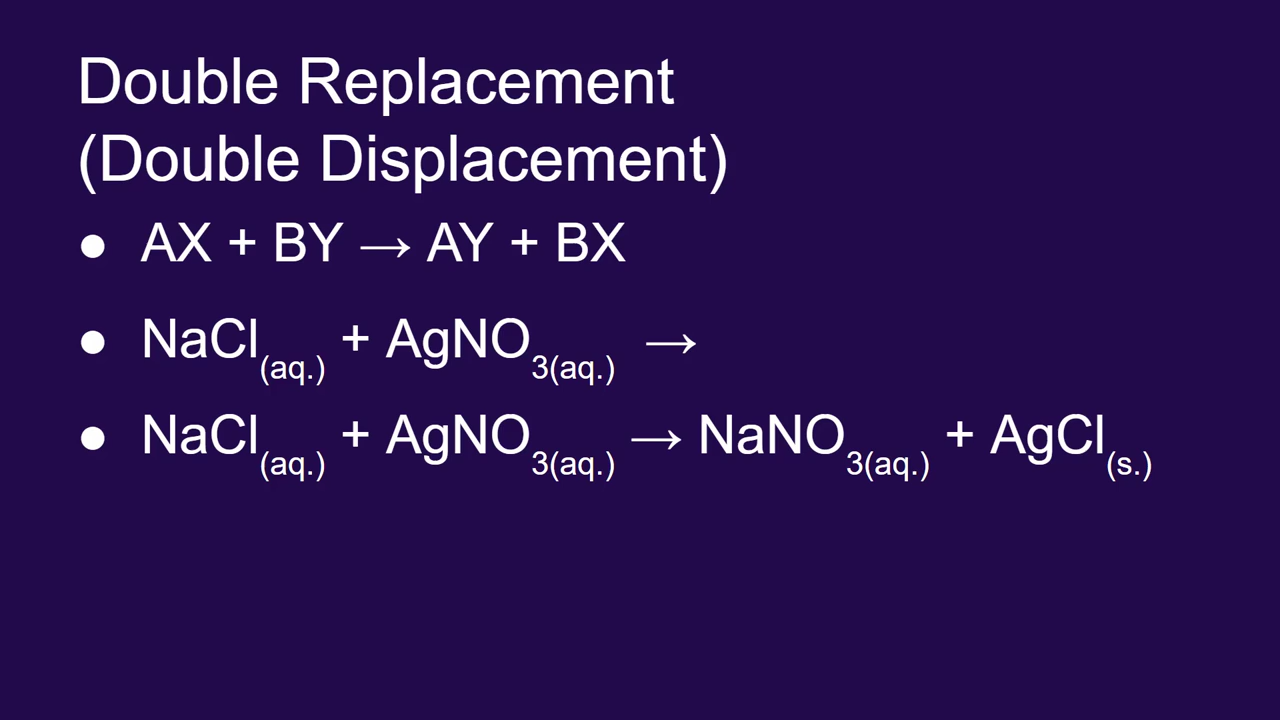 Double Replacement
(Double Displacement)
● AX + BY → AY + BX
● NaCl(aq.) + AgNO3(aq.) →
● NaCl(aq.) + AgNO3(aq.) → NaNO3(aq.) + AgCl(s.)